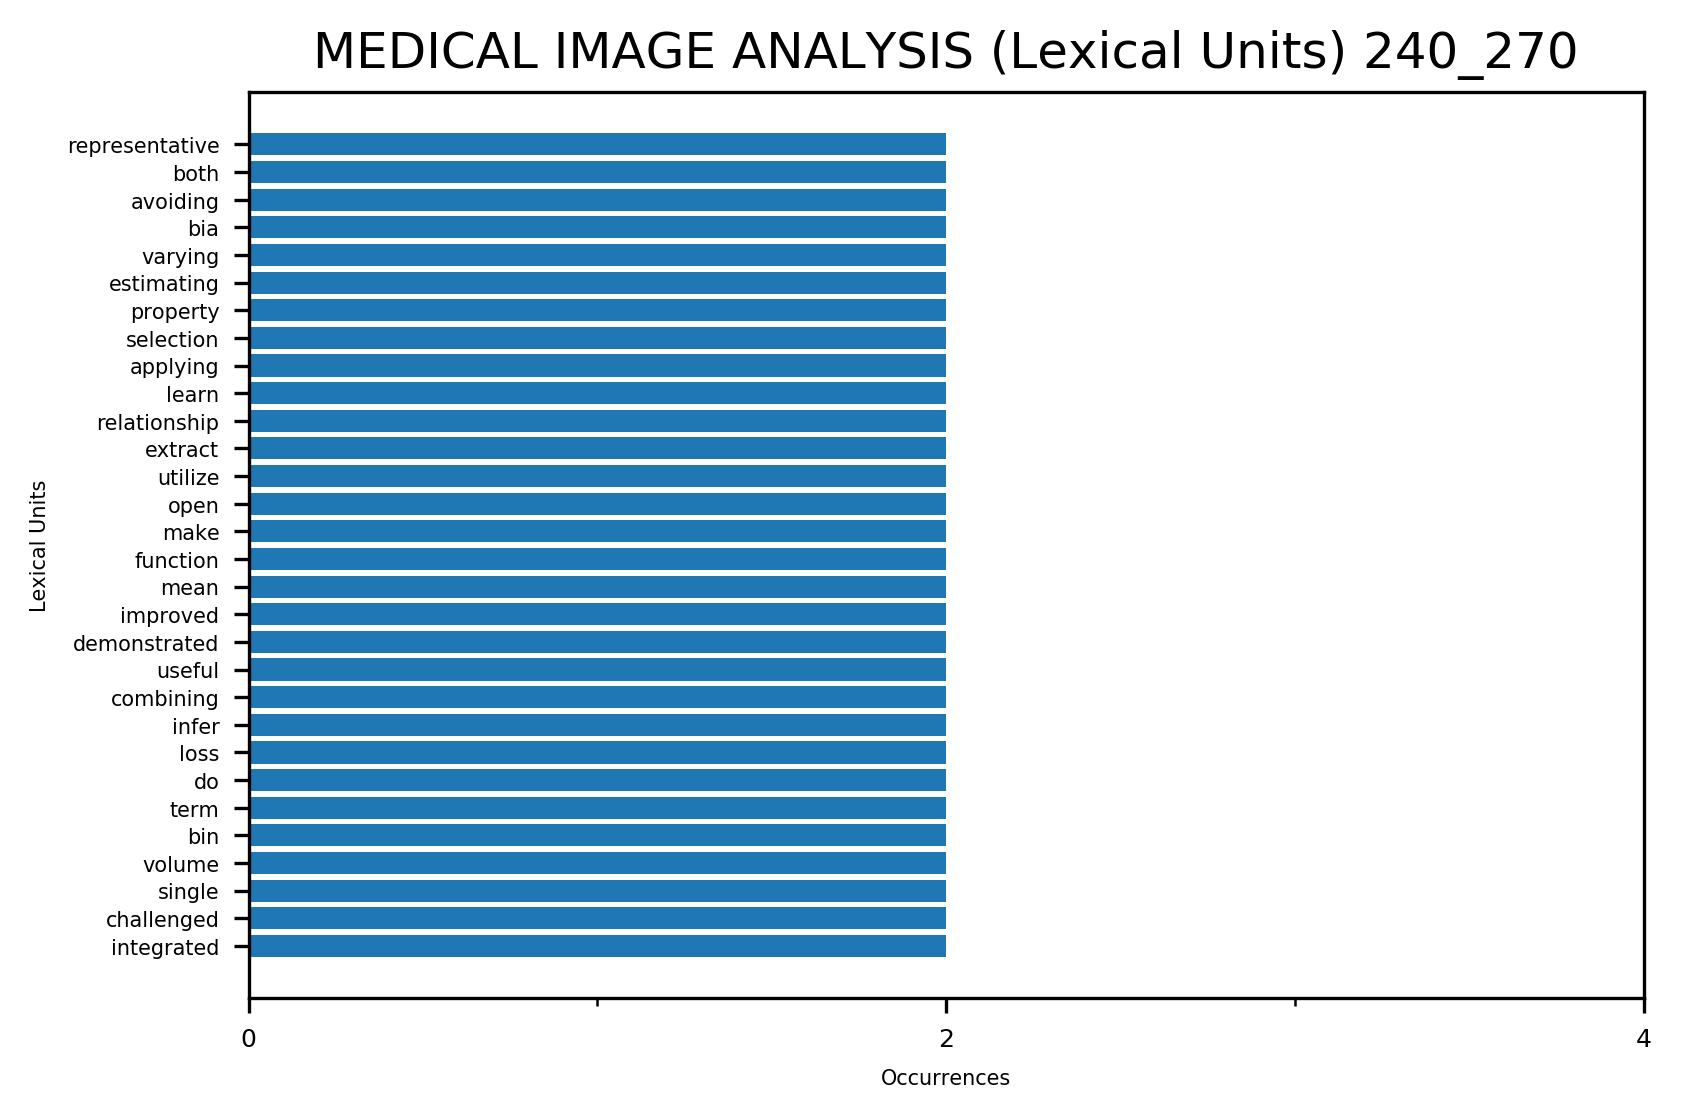 MEDICAL IMAGE ANALYSIS (Lexical Units) 240_270
representative
both
avoiding
bia
varying
estimating
property
selection
applying
learn
relationship
extract
utilize
open
make
function
mean
improved
demonstrated
useful
combining
infer
loss
do
term
bin
volume
single
challenged
integrated
Lexical Units
0 2 4
Occurrences